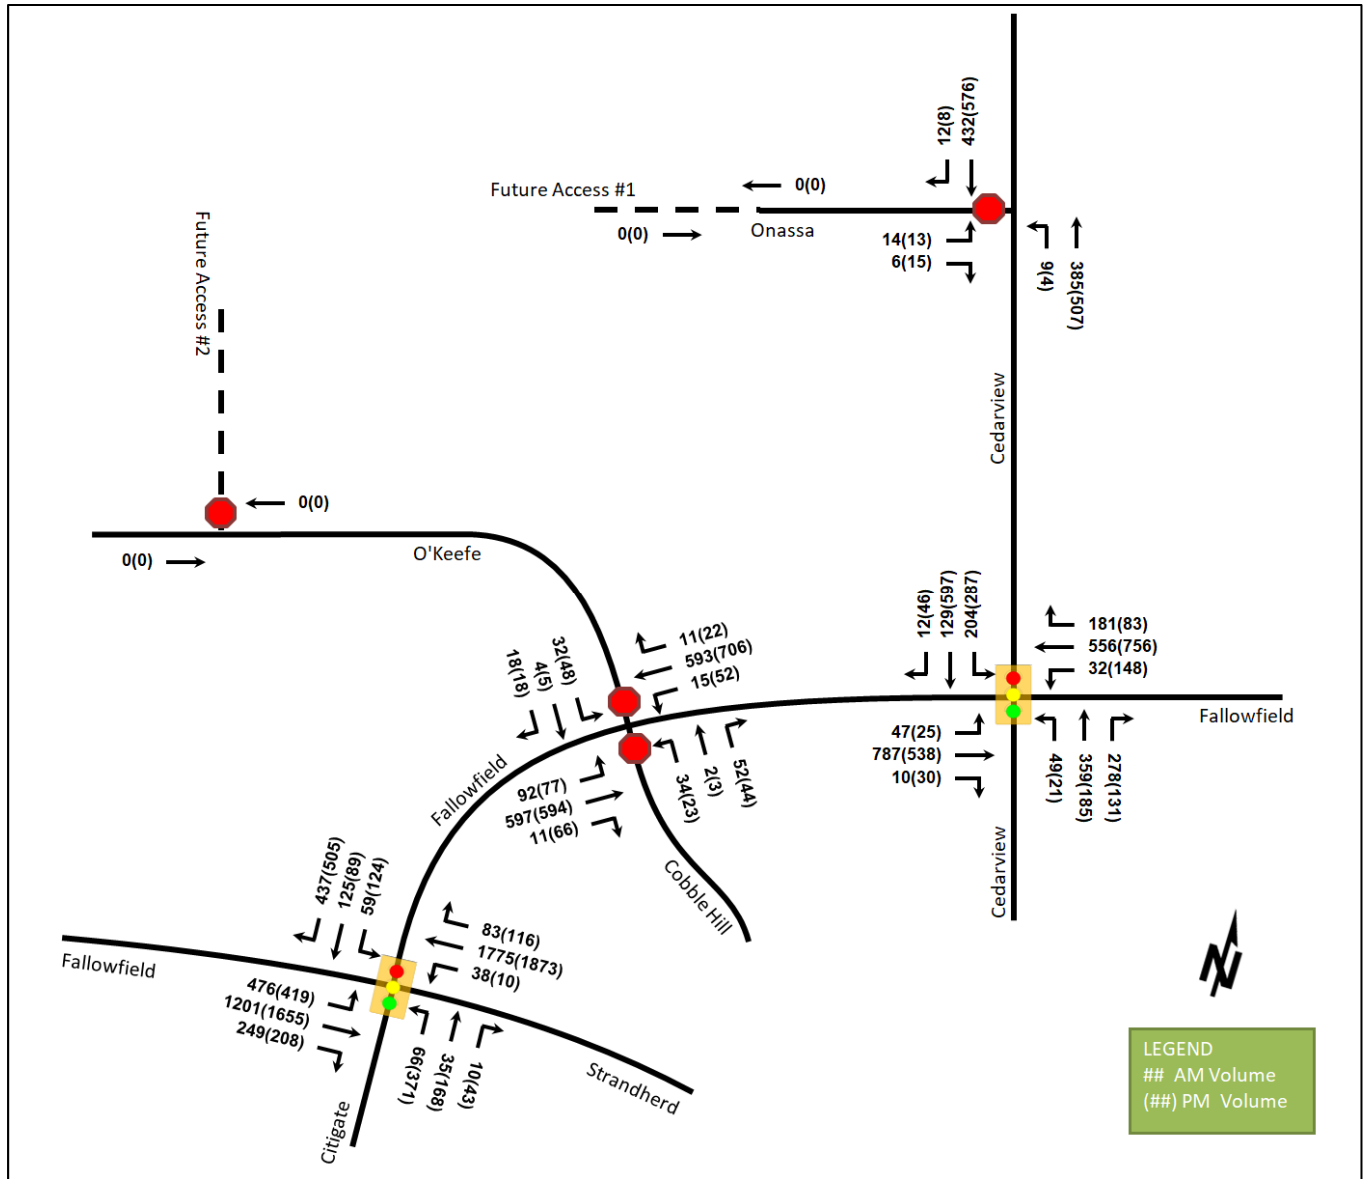 12(8)
432(576)
0(0)
Future Access #1
0(0)
Onassa
14(13)
6(15)
9(4)
385(507)
Future Access #2
Cedarview
0(0)
O'Keefe
0(0)
12(46)
129(597)
204(287)
181(83)
556(756)
32(148)
Fallowfield
47(25)
787(538)
10(30)
49(21)
359(185)
278(131)
Cedarview
18(18)
4(5)
32(48)
11(22)
593(706)
15(52)
Fallowfield
92(77)
597(594)
11(66)
34(23)
2(3)
52(44)
Cobble Hill
437(505)
125(89)
59(124)
83(116)
1775(1873)
38(10)
Fallowfield
476(419)
1201(1655)
249(208)
66(371)
35(168)
10(43)
Strandherd
Citigate
N
LEGEND
## AM Volume
(##) PM Volume